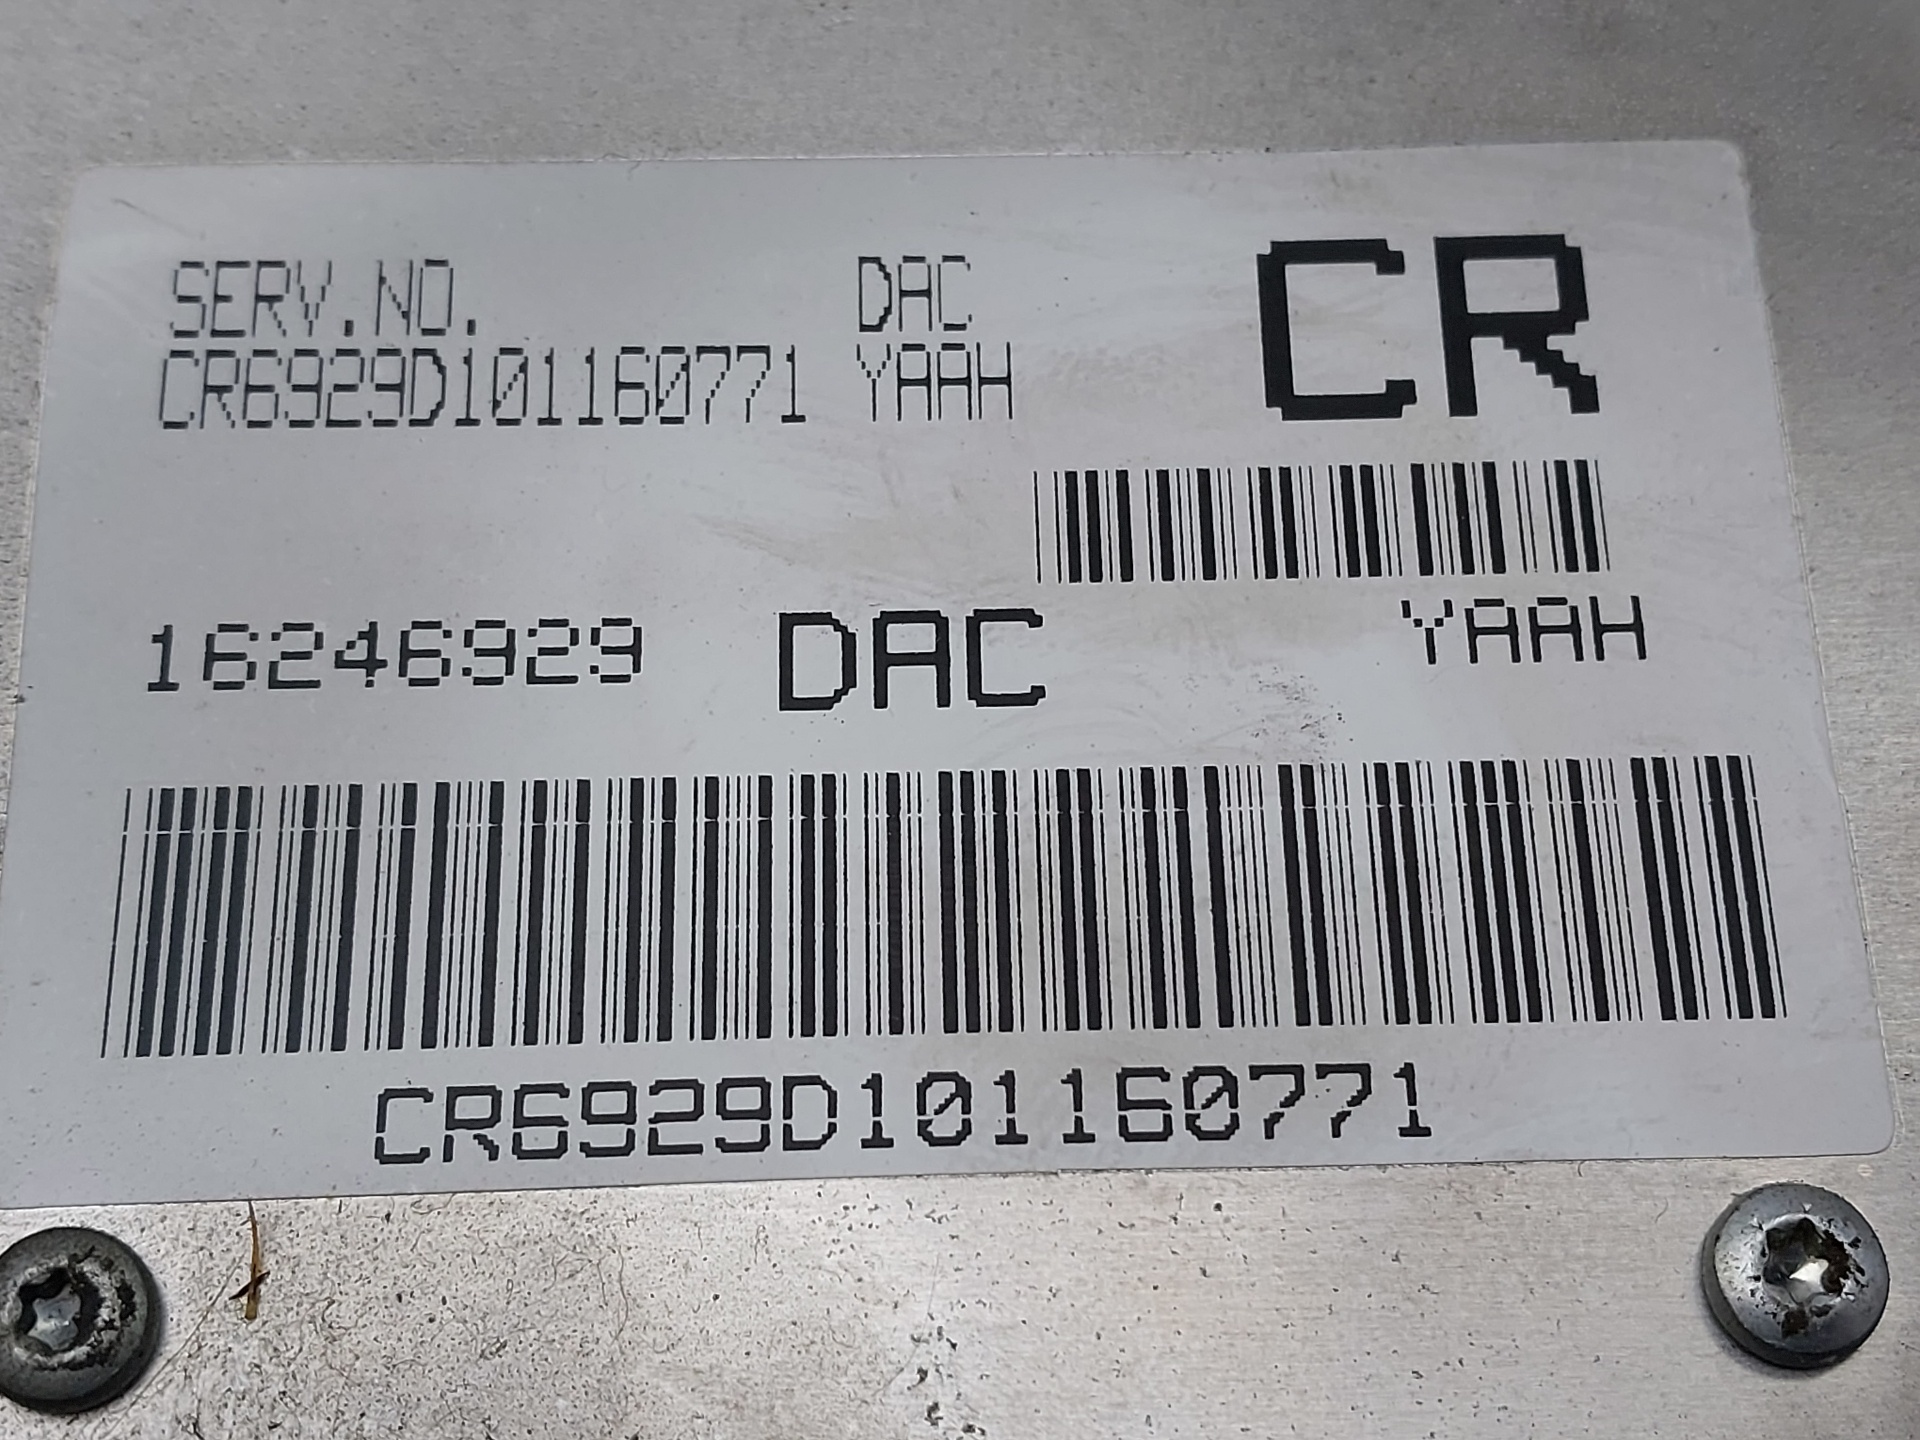 SERV.NO. DAC CR
CR6929D101160771 YAAH
16246929 DAC YAAH
CR6929D101160771